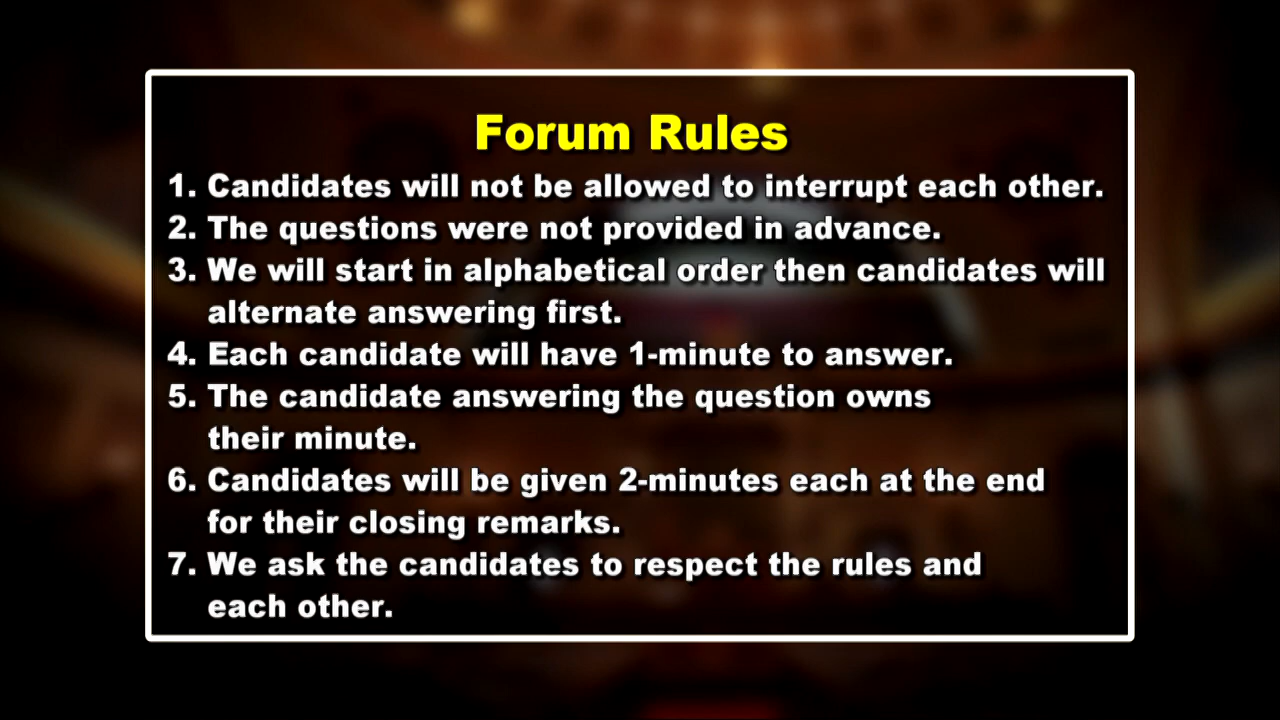 Forum Rules
1. Candidates will not be allowed to interrupt each other.
2. The questions were not provided in advance.
3. We will start in alphabetical order then candidates will
alternate answering first.
4. Each candidate will have 1-minute to answer.
5. The candidate answering the question owns
their minute.
6. Candidates will be given 2-minutes each at the end
for their closing remarks.
7. We ask the candidates to respect the rules and
each other.